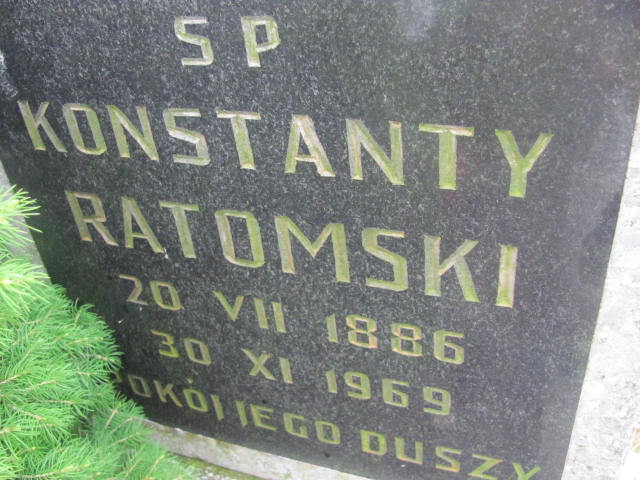 SP
KONSTANTY
RATOMSKI
20 VII 1886
30 XI 1969
POKÓJ JEGO DUSZY